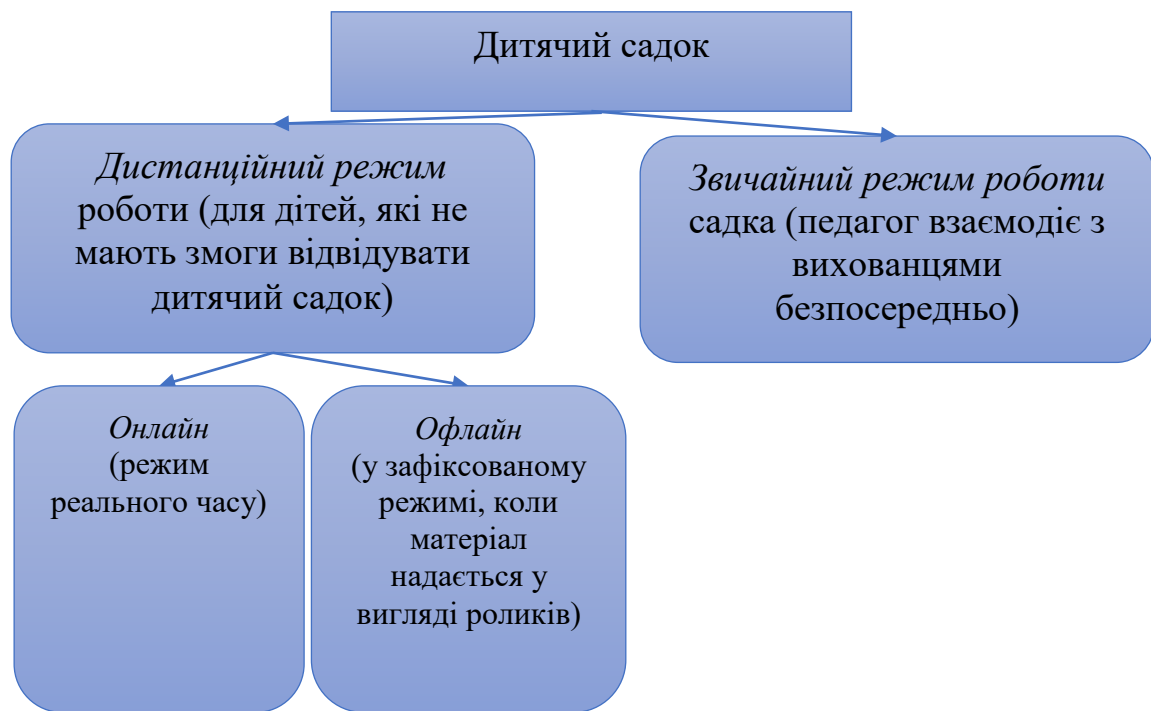 Дитячий садок
Дистанційний режим
роботи (для дітей, які не
мають змоги відвідувати
дитячий садок)
Звичайний режим роботи
садка (педагог взаємодіє з
вихованцями
безпосередньо)
Онлайн
(режим
реального часу)
Офлайн
(у зафіксованому
режимі, коли
матеріал
надається у
вигляді роликів)